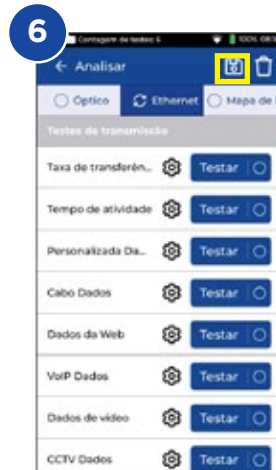 6
Contagem de testes: 6
100%
← Analisar
Óptico Ethernet Mapa de
Testes de transmissão
Taxa de transferên... Testar
Tempo de atividade Testar
Personalizada Da... Testar
Cabo Dados Testar
Dados da Web Testar
VoIP Dados Testar
Dados de vídeo Testar
CCTV Dados Testar